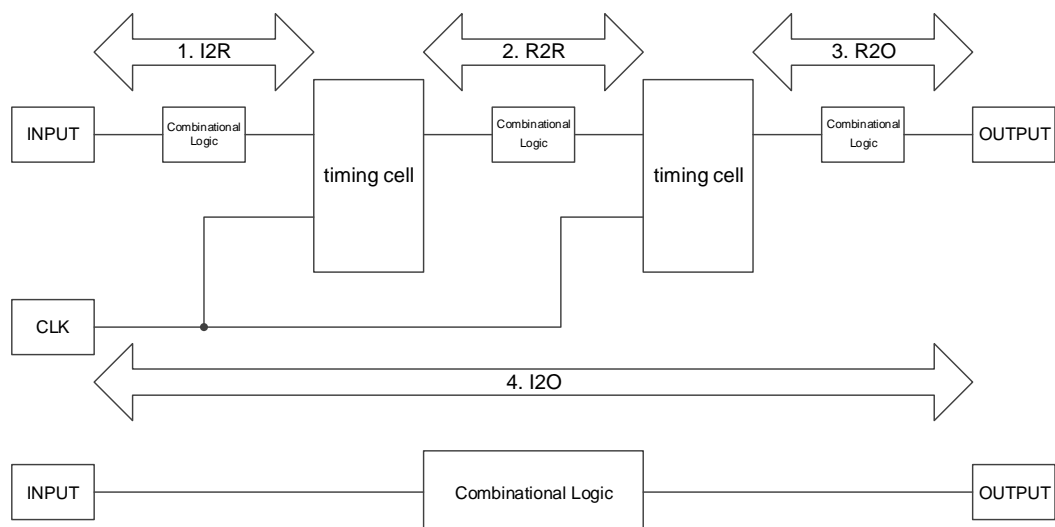 1. I2R
2. R2R
3. R2O
INPUT
Combinational
Logic
timing cell
Combinational
Logic
timing cell
Combinational
Logic
OUTPUT
CLK
4. I2O
INPUT
Combinational Logic
OUTPUT